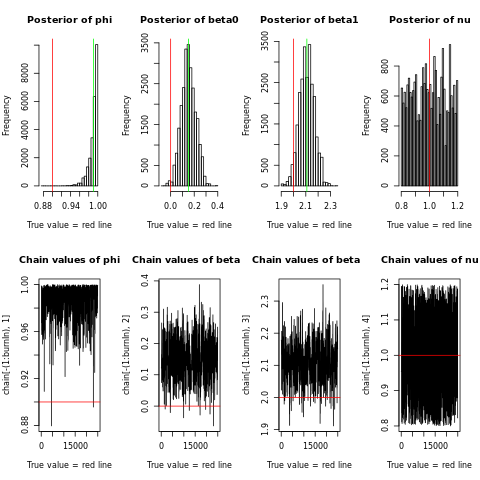 Posterior of phi
Posterior of beta0
Posterior of beta1
Posterior of nu
Frequency
0 2000 4000 6000 8000
0.88 0.94 1.00
True value = red line
Frequency
0 500 1500 2500 3500
0.0 0.2 0.4
True value = red line
Frequency
0 500 1500 2500 3500
1.9 2.1 2.3
True value = red line
Frequency
0 200 400 600 800
0.8 1.0 1.2
True value = red line
Chain values of phi
Chain values of beta
Chain values of beta
Chain values of nu
chain[-(1:burnIn), 1]
0.88 0.92 0.96 1.00
0 15000
True value = red line
chain[-(1:burnIn), 2]
0.0 0.1 0.2 0.3 0.4
0 15000
True value = red line
chain[-(1:burnIn), 3]
1.9 2.0 2.1 2.2 2.3
0 15000
True value = red line
chain[-(1:burnIn), 4]
0.8 0.9 1.0 1.1 1.2
0 15000
True value = red line